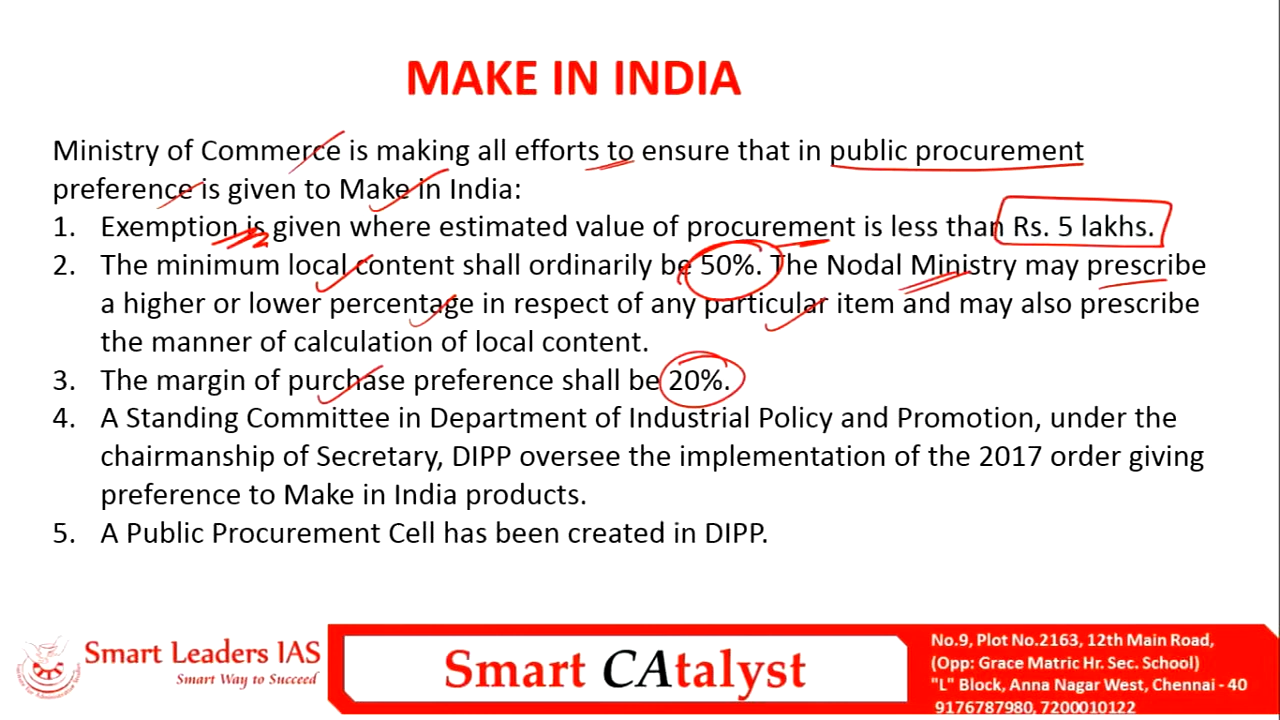 MAKE IN INDIA
Ministry of Commerce is making all efforts to ensure that in public procurement
preference is given to Make in India:
1. Exemption is given where estimated value of procurement is less than Rs. 5 lakhs.
2. The minimum local content shall ordinarily be 50%. The Nodal Ministry may prescribe
a higher or lower percentage in respect of any particular item and may also prescribe
the manner of calculation of local content.
3. The margin of purchase preference shall be 20%.
4. A Standing Committee in Department of Industrial Policy and Promotion, under the
chairmanship of Secretary, DIPP oversee the implementation of the 2017 order giving
preference to Make in India products.
5. A Public Procurement Cell has been created in DIPP.
Smart Leaders IAS
Smart Way to Succeed
Smart CAtalyst
No.9, Plot No.2163, 12th Main Road,
(Opp: Grace Matric Hr. Sec. School)
"L" Block, Anna Nagar West, Chennai - 40
9176787980, 7200010122